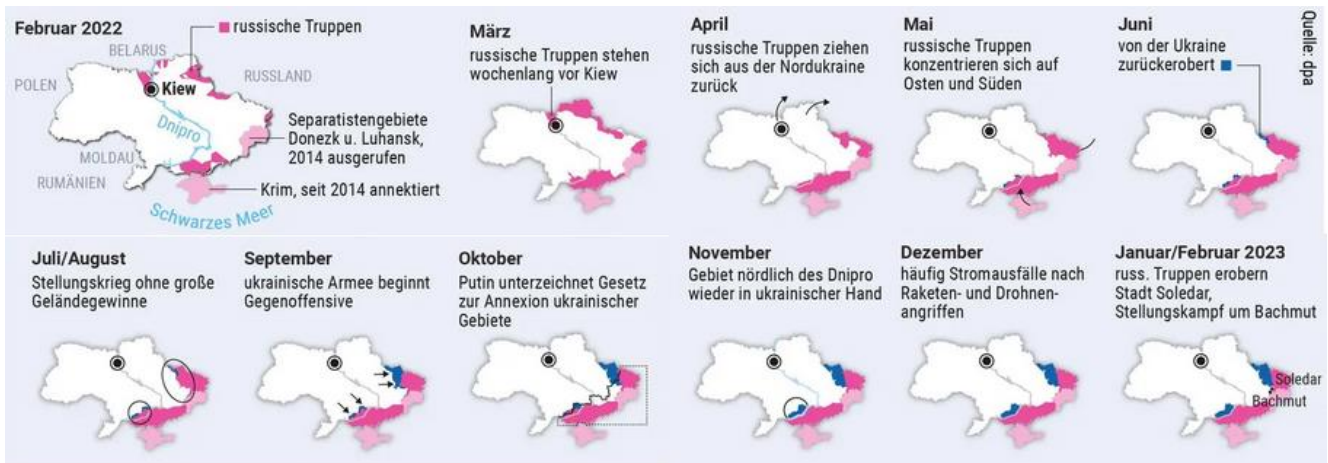 Februar 2022
russische Truppen
BELARUS
POLEN
RUSSLAND
Kiew
Dnipro
Separatistengebiete
Donezk u. Luhansk,
2014 ausgerufen
MOLDAU
RUMÄNIEN
Krim, seit 2014 annektiert
Schwarzes Meer
März
russische Truppen stehen
wochenlang vor Kiew
April
russische Truppen ziehen
sich aus der Nordukraine
zurück
Mai
russische Truppen
konzentrieren sich auf
Osten und Süden
Juni
von der Ukraine
zurückerobert
Quelle: dpa
Juli/August
Stellungskrieg ohne große
Geländegewinne
September
ukrainische Armee beginnt
Gegenoffensive
Oktober
Putin unterzeichnet Gesetz
zur Annexion ukrainischer
Gebiete
November
Gebiet nördlich des Dnipro
wieder in ukrainischer Hand
Dezember
häufig Stromausfälle nach
Raketen- und Drohnen-
angriffen
Januar/Februar 2023
russ. Truppen erobern
Stadt Soledar,
Stellungskampf um Bachmut
Soledar
Bachmut